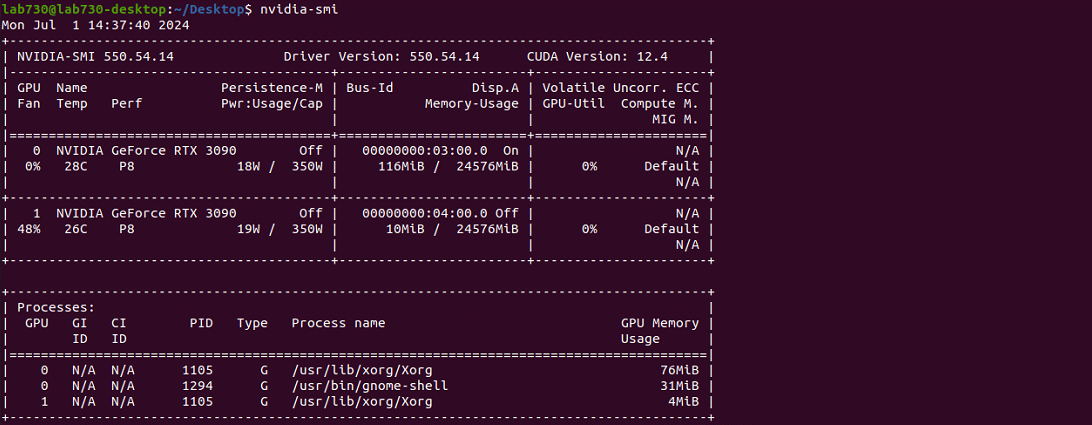 lab730@lab730-desktop:~/Desktop$ nvidia-smi
Mon Jul  1 14:37:40 2024
+-----------------------------------------------------------------------------------------+
| NVIDIA-SMI 550.54.14              Driver Version: 550.54.14      CUDA Version: 12.4     |
|-----------------------------------------+------------------------+----------------------+
| GPU  Name                 Persistence-M | Bus-Id          Disp.A | Volatile Uncorr. ECC |
| Fan  Temp   Perf          Pwr:Usage/Cap |           Memory-Usage | GPU-Util  Compute M. |
|                                         |                        |               MIG M. |
|=========================================+========================+======================|
|   0  NVIDIA GeForce RTX 3090        Off |   00000000:03:00.0  On |                  N/A |
|  0%   28C    P8              18W /  350W |     116MiB /  24576MiB |      0%      Default |
|                                         |                        |                  N/A |
+-----------------------------------------+------------------------+----------------------+
|   1  NVIDIA GeForce RTX 3090        Off |   00000000:04:00.0 Off |                  N/A |
| 48%   26C    P8              19W /  350W |      10MiB /  24576MiB |      0%      Default |
|                                         |                        |                  N/A |
+-----------------------------------------+------------------------+----------------------+
+-----------------------------------------------------------------------------------------+
| Processes:                                                                              |
|  GPU   GI   CI        PID   Type   Process name                              GPU Memory |
|        ID   ID                                                               Usage      |
|=========================================================================================|
|    0   N/A  N/A      1105      G   /usr/lib/xorg/Xorg                             76MiB |
|    0   N/A  N/A      1294      G   /usr/bin/gnome-shell                           31MiB |
|    1   N/A  N/A      1105      G   /usr/lib/xorg/Xorg                              4MiB |
+-----------------------------------------------------------------------------------------+